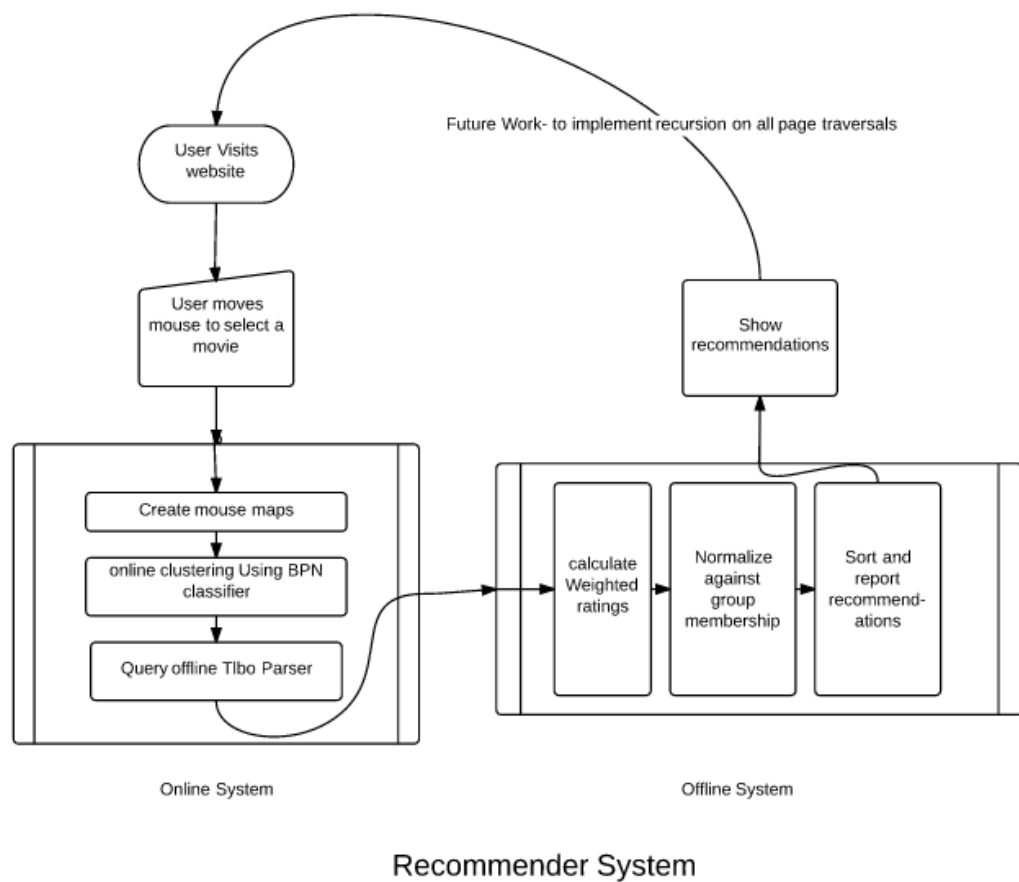 Future Work- to implement recursion on all page traversals
User Visits
website
User moves
mouse to select a
movie
Show
recommendations
Create mouse maps
online clustering Using BPN
classifier
Query offline Tlbo Parser
calculate
Weighted
ratings
Normalize
against
group
membership
Sort and
report
recommend-
ations
Online System
Offline System
Recommender System